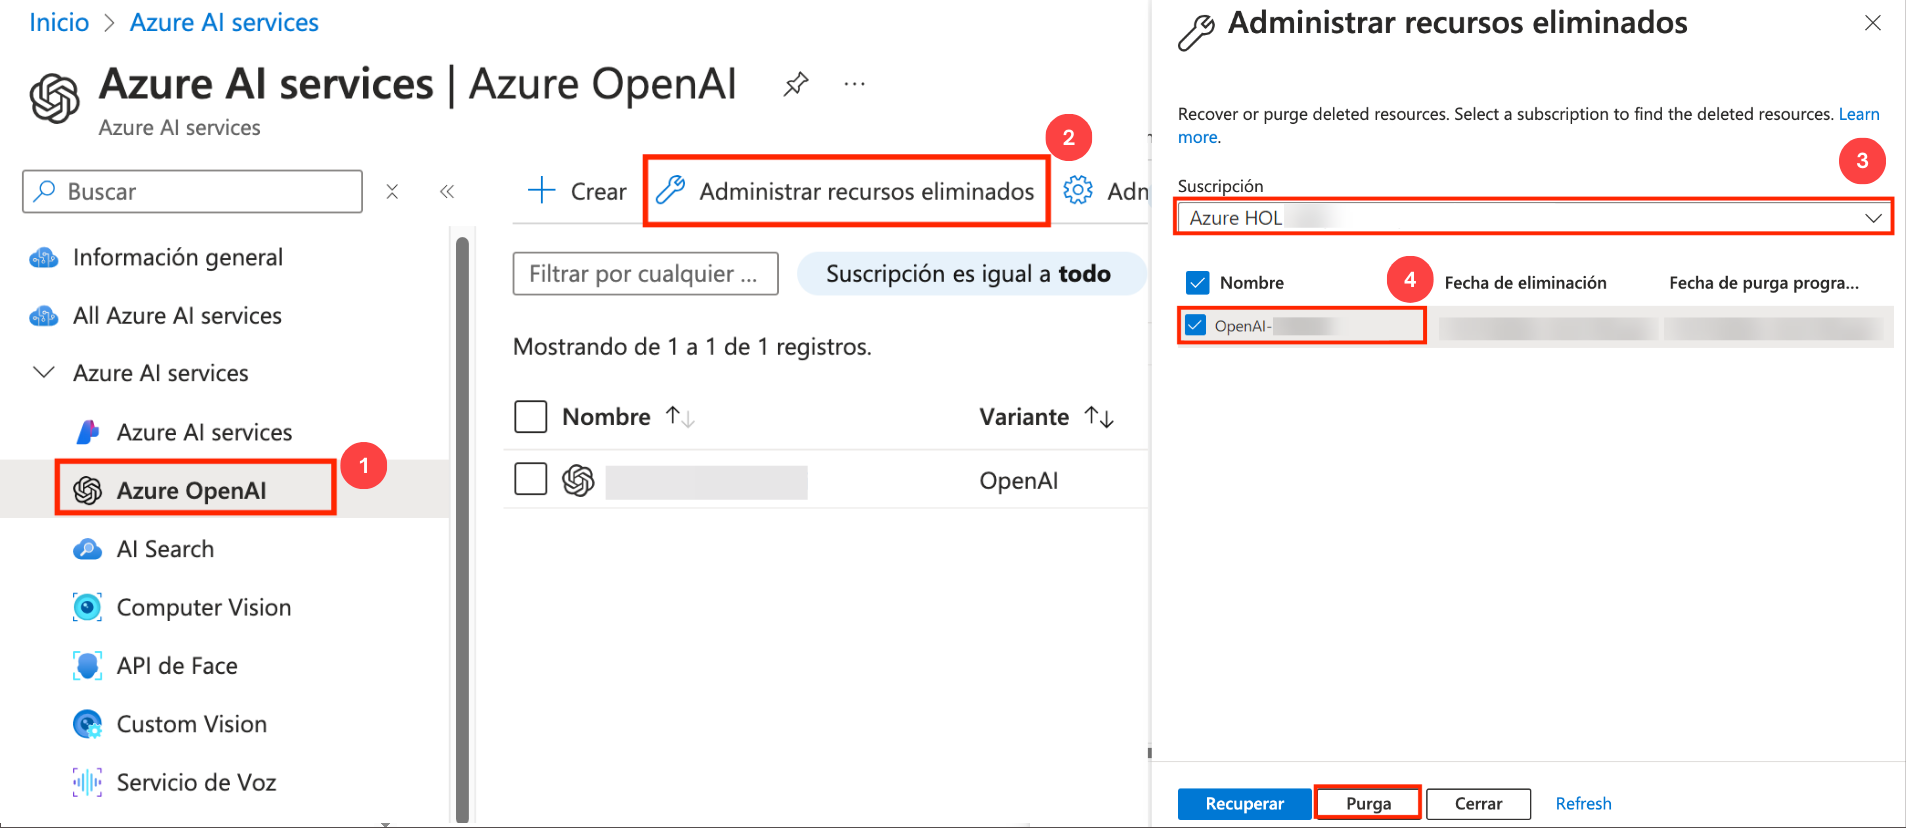 Inicio > Azure AI services
Azure AI services | Azure OpenAI
Azure AI services
Buscar
Información general
All Azure AI services
Azure AI services
Azure AI services
Azure OpenAI
1
AI Search
Computer Vision
API de Face
Custom Vision
Servicio de Voz
Crear
Administrar recursos eliminados
2
Adn
Filtrar por cualquier ...
Suscripción es igual a todo
Mostrando de 1 a 1 de 1 registros.
Nombre
Variante
OpenAI
Administrar recursos eliminados
Recover or purge deleted resources. Select a subscription to find the deleted resources. Learn
more.
3
Suscripción
Azure HOL
Nombre
4
Fecha de eliminación
Fecha de purga progra...
OpenAI-
Recuperar
Purga
Cerrar
Refresh